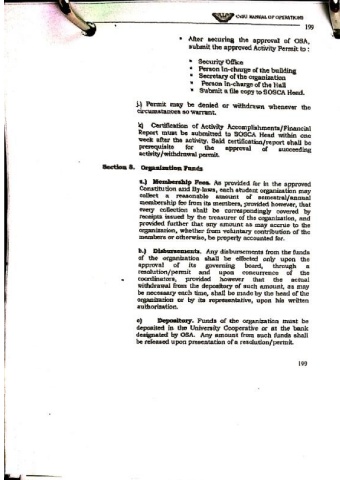 CvSU MANUAL OF OPERATIONS
199
• After securing the approval of OSA,
submit the approved Activity Permit to :
• Security Office
• Person in-charge of the building
• Secretary of the organization
• Person in-charge of the Hall
• Submit a file copy to SOSCA Head.
j.) Permit may be denied or withdrawn whenever the
circumstances so warrant.
k) Certification of Activity Accomplishments/Financial
Report must be submitted to SOSCA Head within one
week after the activity. Said certification/report shall be
prerequisite for the approval of succeeding
activity/withdrawal permit.
Section 8. Organization Funds
a.) Membership Fees. As provided for in the approved
Constitution and By-laws, each student organization may
collect a reasonable amount of semestral/annual
membership fee from its members, provided however, that
every collection shall be correspondingly covered by
receipts issued by the treasurer of the organization, and
provided further that any amount as may accrue to the
organization, whether from voluntary contribution of the
members or otherwise, be properly accounted for.
b.) Disbursements. Any disbursements from the funds
of the organization shall be effected only upon the
approval of its governing board, through a
resolution/permit and upon concurrence of the
coordinators, provided however that the actual
withdrawal from the depository of such amount, as may
be necessary each time, shall be made by the head of the
organization or by its representative, upon his written
authorization.
c) Depository. Funds of the organization must be
deposited in the University Cooperative or at the bank
designated by OSA. Any amount from such funds shall
be released upon presentation of a resolution/permit.
199